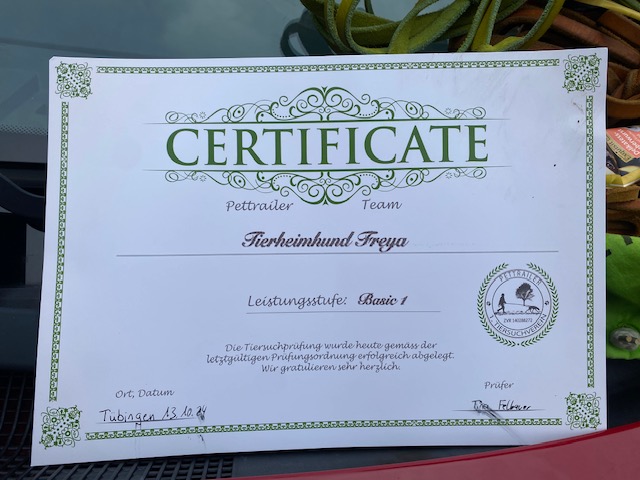 CERTIFICATE
Pettrailer Team
Tierheimhund Freya
Leistungsstufe: Basic 1
PETTRAILER
TIERSUCHVEREIN
Die Tiersuchprüfung wurde heute gemäss der
letztgültigen Prüfungsordnung erfolgreich abgelegt.
Wir gratulieren sehr herzlich.
Ort, Datum
Prüfer
Tübingen 13.10.24